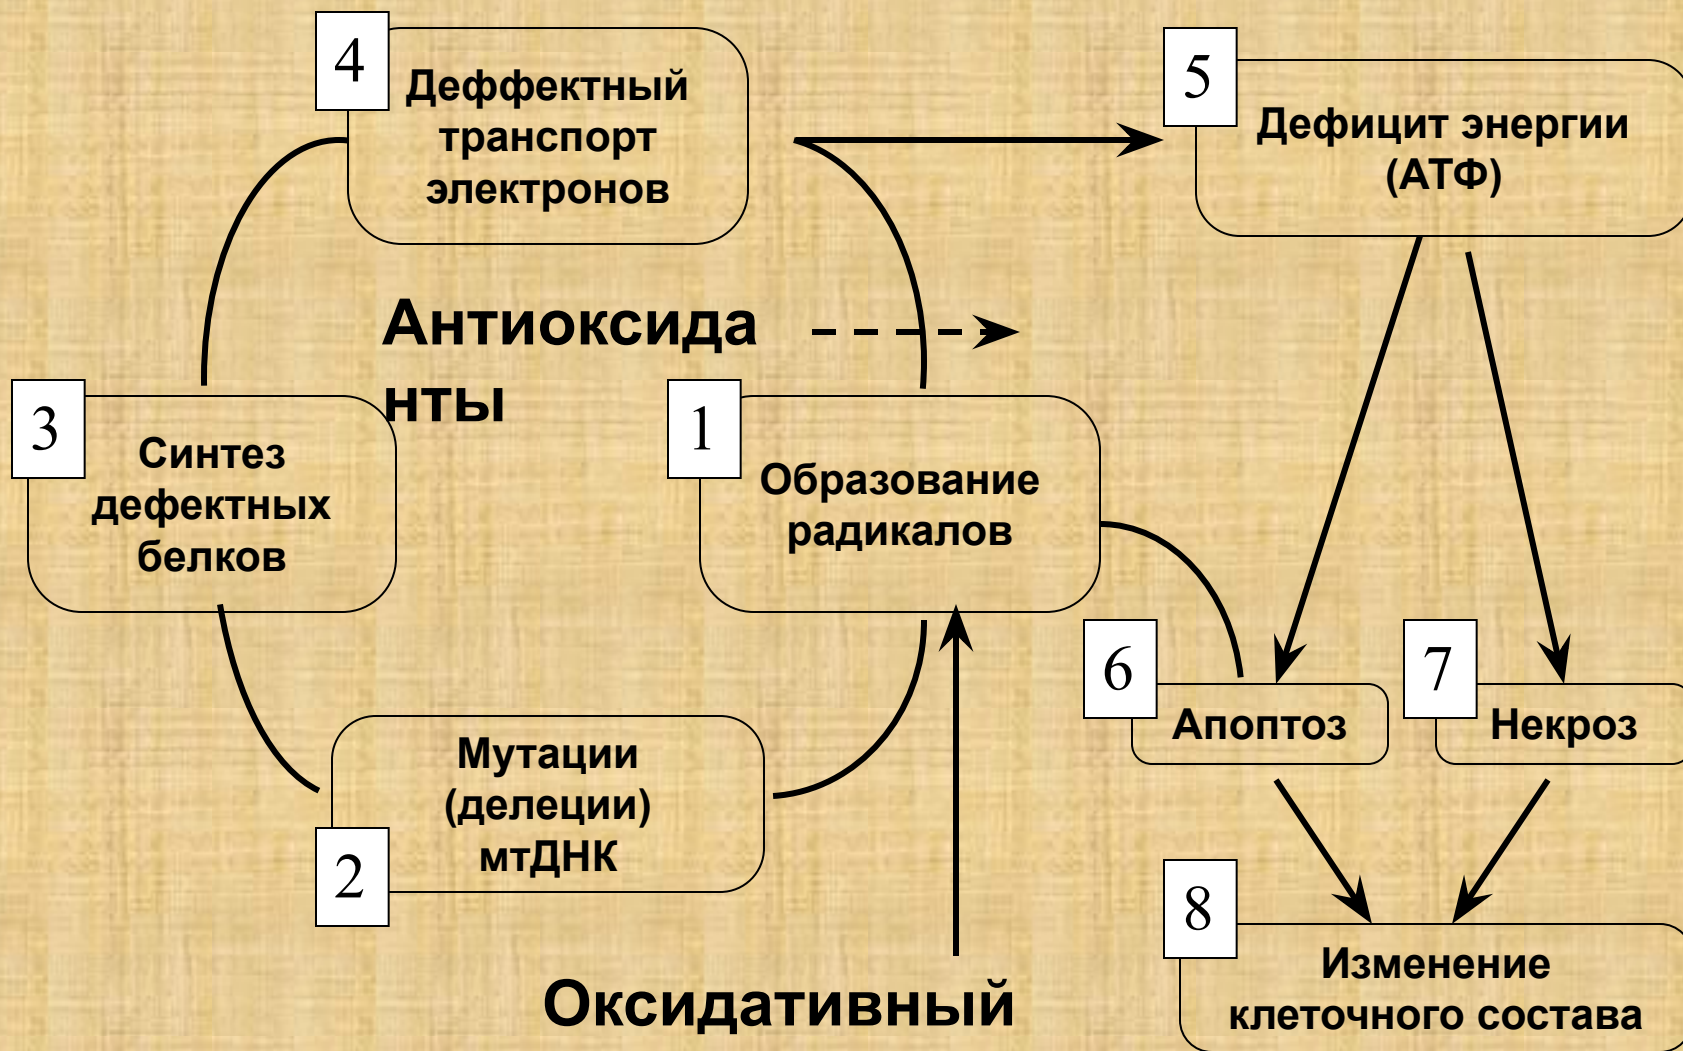 4
Деффектный
транспорт
электронов
5
Дефицит энергии
(АТФ)
Антиоксида
нты
3
Синтез
дефектных
белков
1
Образование
радикалов
6
Апоптоз
7
Некроз
Мутации
(делеции)
мтДНК
2
8
Изменение
клеточного состава
Оксидативный